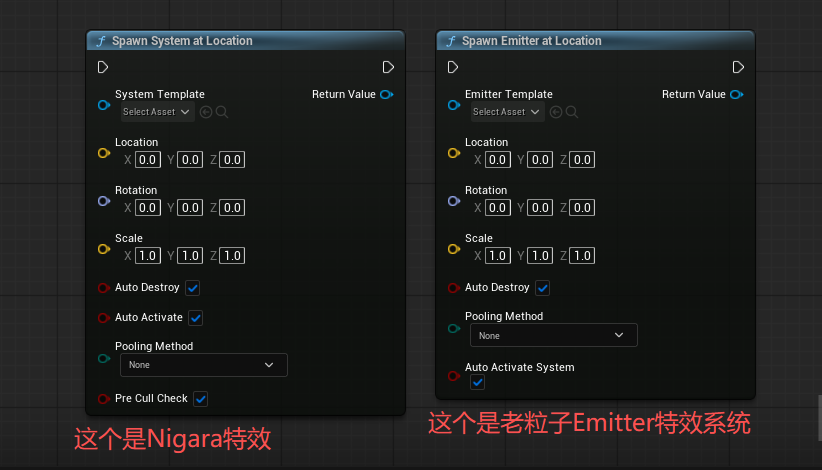 Spawn System at Location
System Template
Select Asset
Return Value
Location
X 0.0 Y 0.0 Z 0.0
Rotation
X 0.0 Y 0.0 Z 0.0
Scale
X 1.0 Y 1.0 Z 1.0
Auto Destroy
Auto Activate
Pooling Method
None
Pre Cull Check
这个是Nigara特效
Spawn Emitter at Location
Emitter Template
Select Asset
Return Value
Location
X 0.0 Y 0.0 Z 0.0
Rotation
X 0.0 Y 0.0 Z 0.0
Scale
X 1.0 Y 1.0 Z 1.0
Auto Destroy
Pooling Method
None
Auto Activate System
这个是老粒子Emitter特效系统